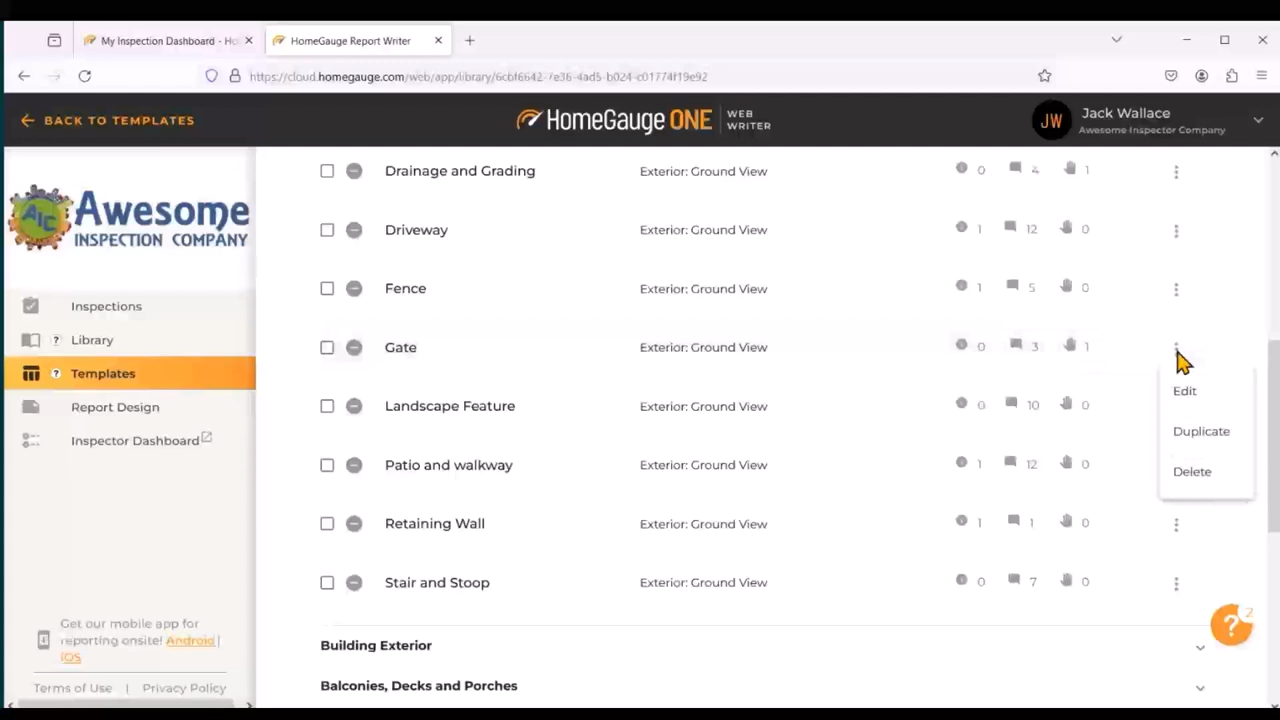 My Inspection Dashboard - Ho
HomeGauge Report Writer
https://cloud.homegauge.com/web/app/library/6cbf6642-7e36-4ad5-b024-c01774f19e92
BACK TO TEMPLATES
HomeGauge ONE
WEB
WRITER
JW
Jack Wallace
Awesome Inspector Company
AIC
Awesome
INSPECTION COMPANY
Inspections
? Library
? Templates
Report Design
Inspector Dashboard
Get our mobile app for
reporting onsite! Android |
iOS
Terms of Use | Privacy Policy
Drainage and Grading Exterior: Ground View 0 4 1
Driveway Exterior: Ground View 1 12 0
Fence Exterior: Ground View 1 5 0
Gate Exterior: Ground View 0 3 1
Landscape Feature Exterior: Ground View 0 10 0
Patio and walkway Exterior: Ground View 1 12 0
Retaining Wall Exterior: Ground View 1 1 0
Stair and Stoop Exterior: Ground View 0 7 0
Edit
Duplicate
Delete
Building Exterior
Balconies, Decks and Porches
? 2